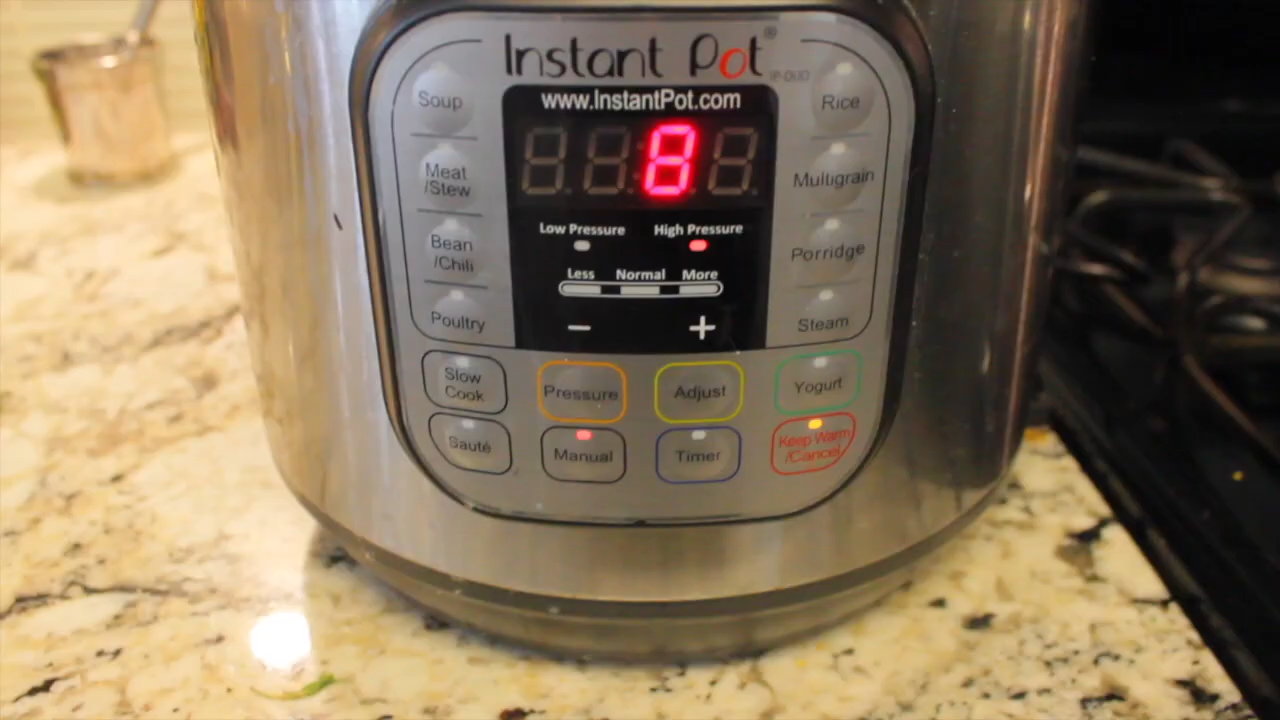 Instant Pot®
IP-DUO
www.InstantPot.com
8
Low Pressure
High Pressure
Less Normal More
− +
Soup
Meat
/Stew
Bean
/Chili
Poultry
Rice
Multigrain
Porridge
Steam
Slow
Cook
Pressure
Adjust
Yogurt
Sauté
Manual
Timer
Keep Warm
/Cancel